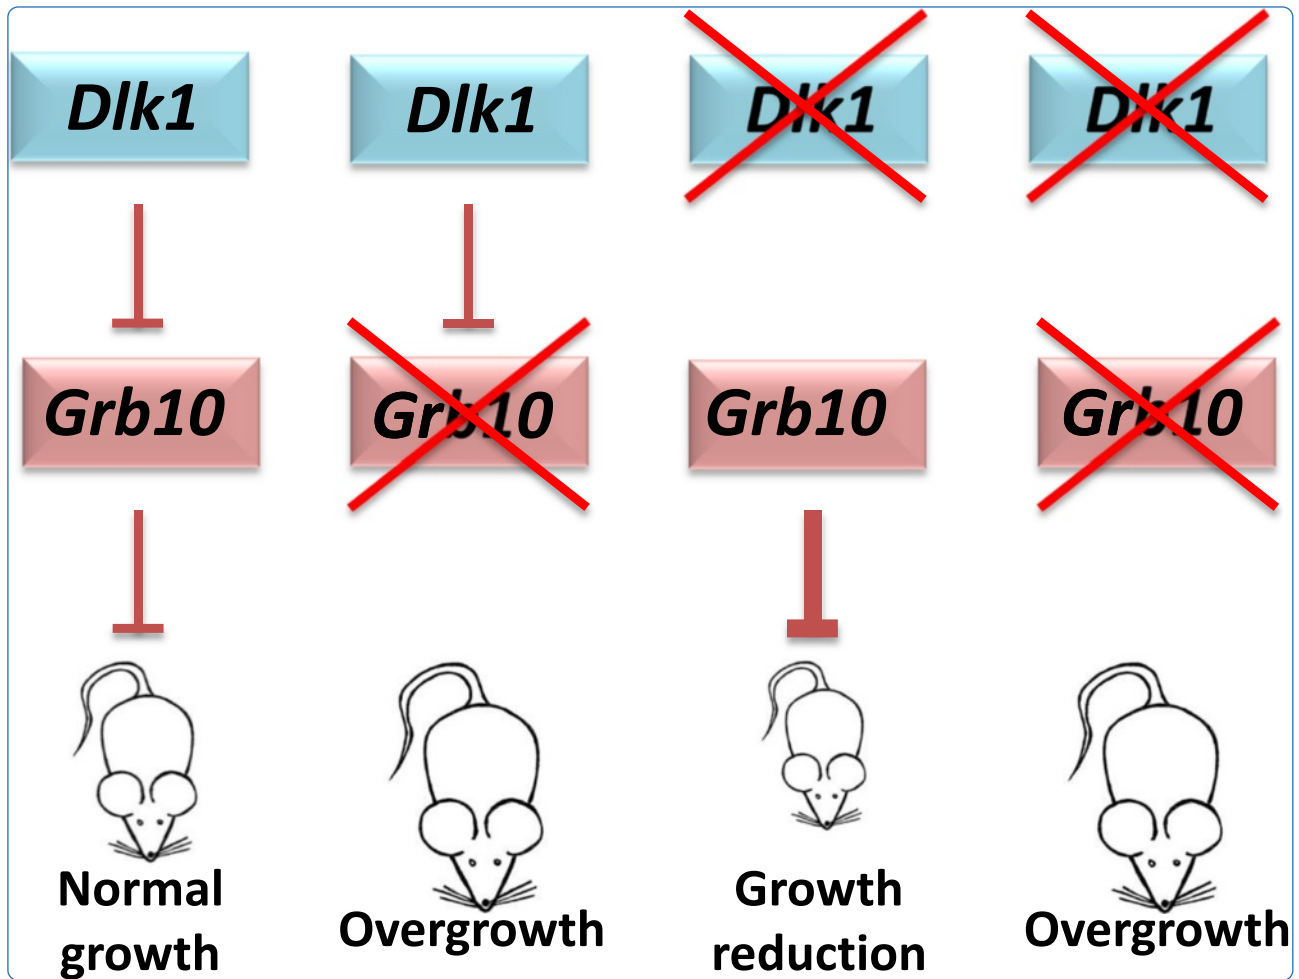 Dlk1
Dlk1
Dlk1
Dlk1
Grb10
Grb10
Grb10
Grb10
Normal
growth
Overgrowth
Growth
reduction
Overgrowth